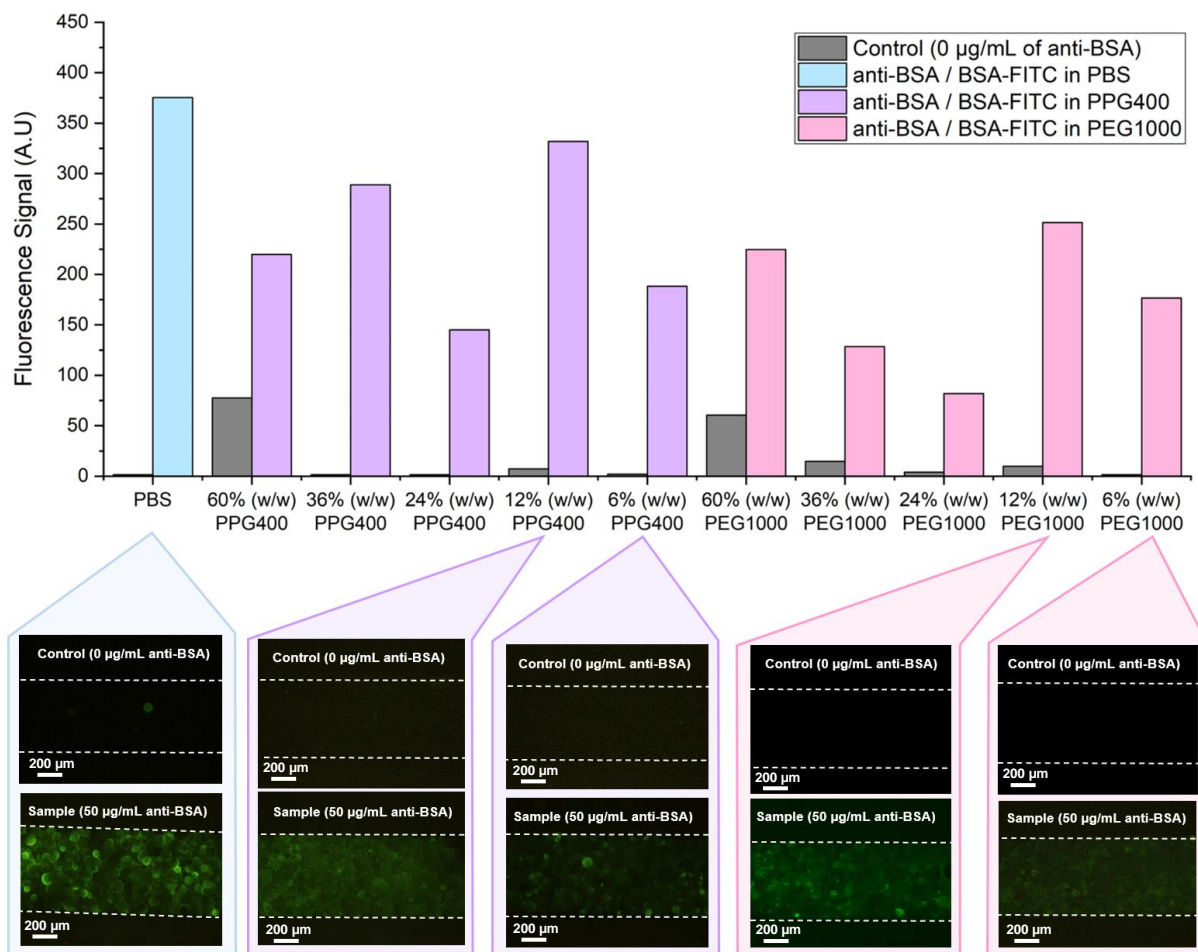 450
400
350
300
250
200
150
100
50
0
Fluorescence Signal (A.U)
Control (0 µg/mL of anti-BSA)
anti-BSA / BSA-FITC in PBS
anti-BSA / BSA-FITC in PPG400
anti-BSA / BSA-FITC in PEG1000
PBS
60% (w/w)
PPG400
36% (w/w)
PPG400
24% (w/w)
PPG400
12% (w/w)
PPG400
6% (w/w)
PPG400
60% (w/w)
PEG1000
36% (w/w)
PEG1000
24% (w/w)
PEG1000
12% (w/w)
PEG1000
6% (w/w)
PEG1000
Control (0 µg/mL anti-BSA)
200 µm
Sample (50 µg/mL anti-BSA)
200 µm
Control (0 µg/mL anti-BSA)
200 µm
Sample (50 µg/mL anti-BSA)
200 µm
Control (0 µg/mL anti-BSA)
200 µm
Sample (50 µg/mL anti-BSA)
200 µm
Control (0 µg/mL anti-BSA)
200 µm
Sample (50 µg/mL anti-BSA)
200 µm
Control (0 µg/mL anti-BSA)
200 µm
Sample (50 µg/mL anti-BSA)
200 µm